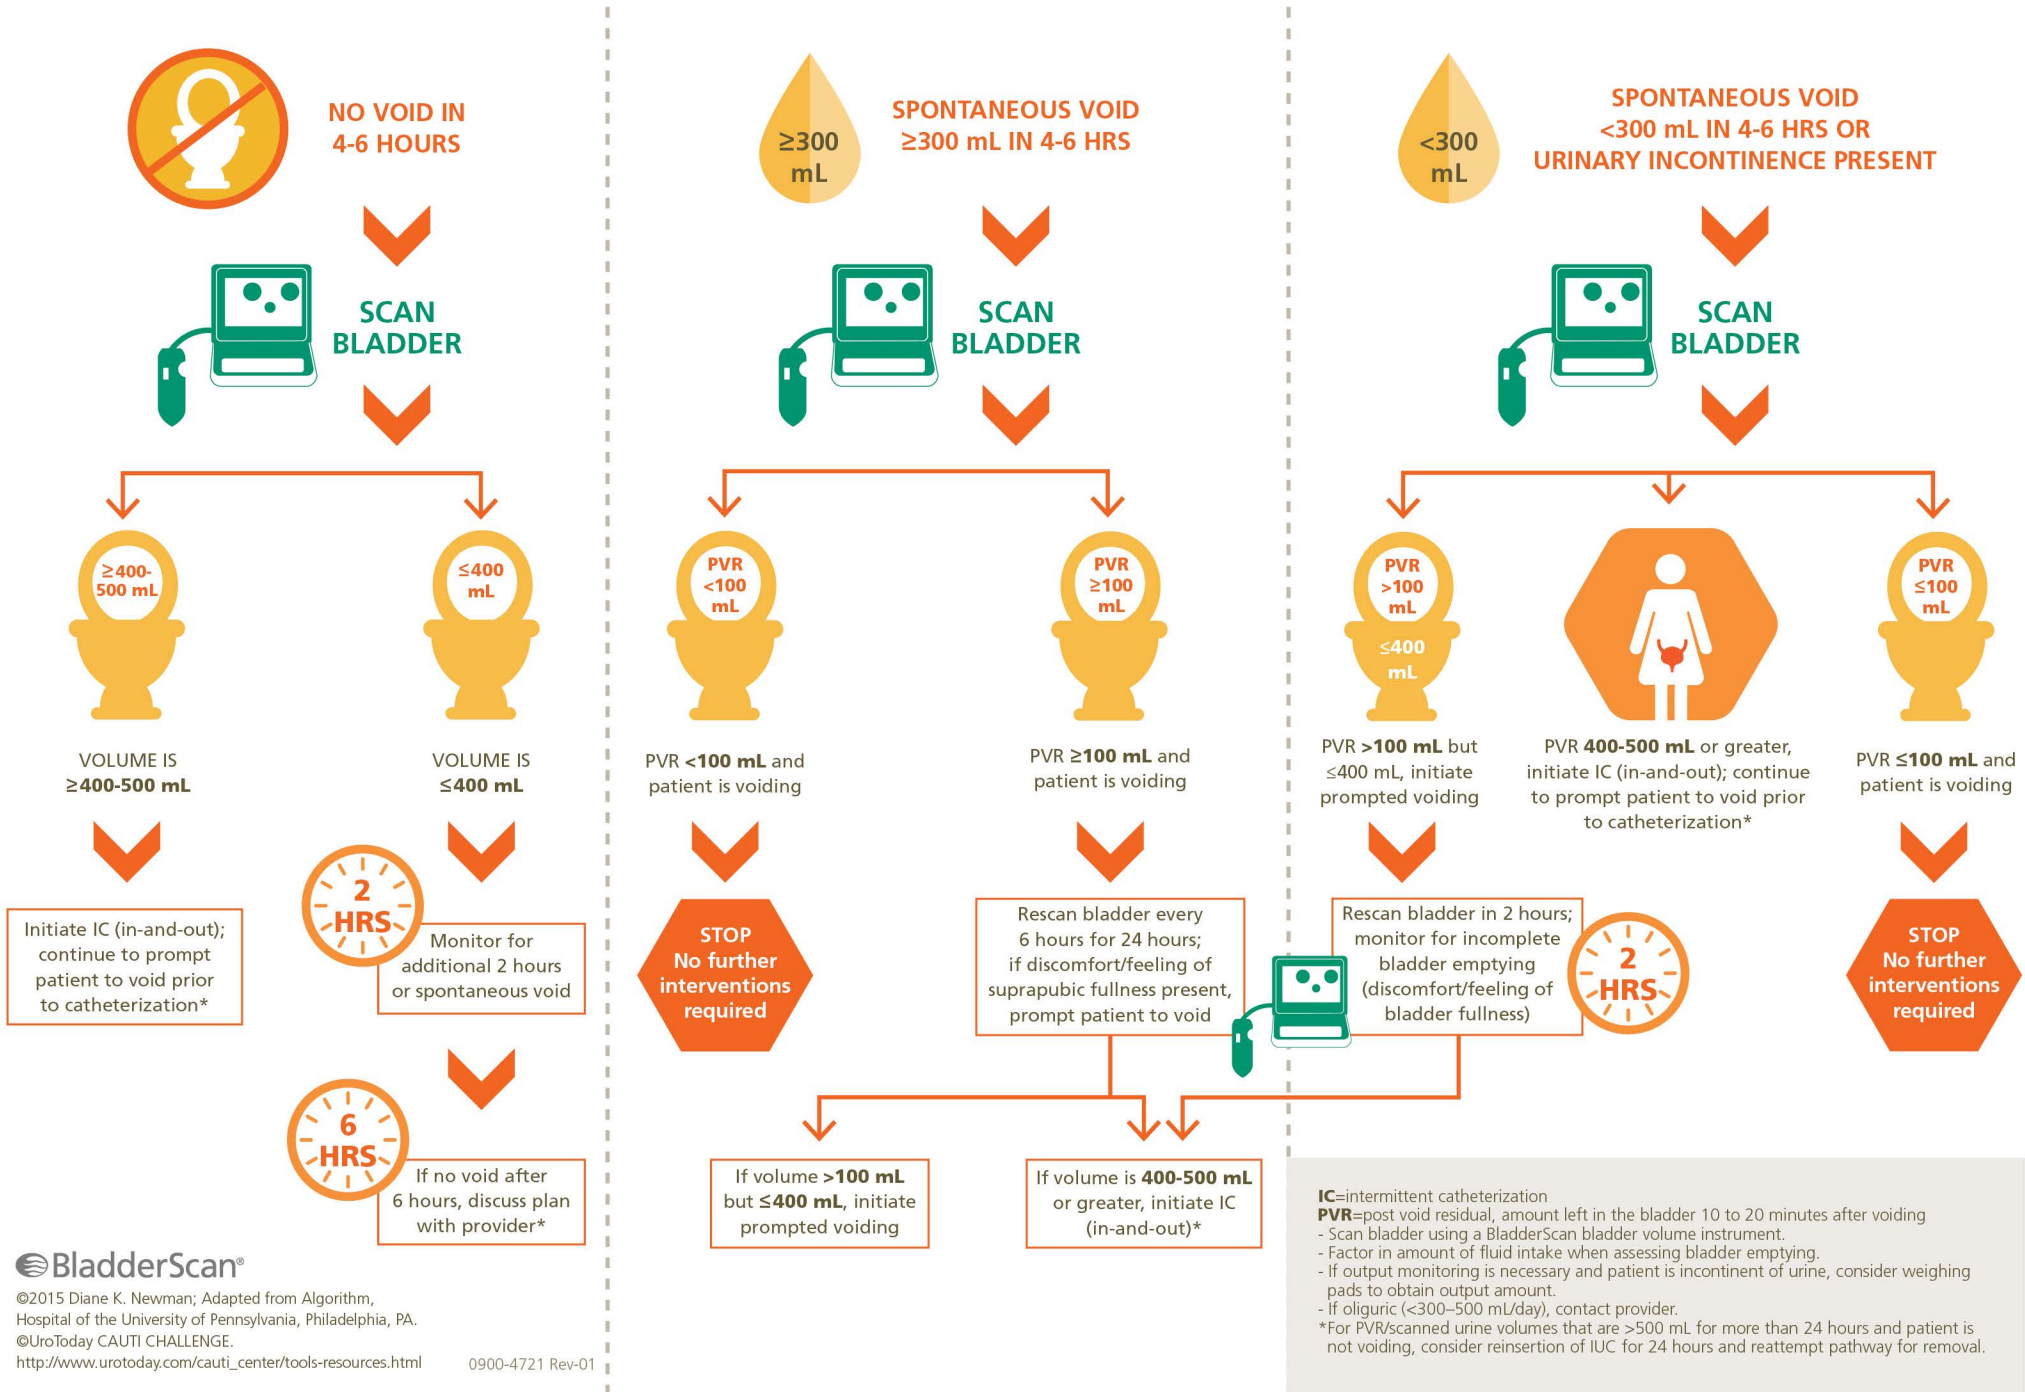 NO VOID IN
4-6 HOURS
SCAN
BLADDER
≥400-
500 mL
≤400
mL
VOLUME IS
≥400-500 mL
VOLUME IS
≤400 mL
Initiate IC (in-and-out);
continue to prompt
patient to void prior
to catheterization*
2
HRS
Monitor for
additional 2 hours
or spontaneous void
6
HRS
If no void after
6 hours, discuss plan
with provider*
≥300
mL
SPONTANEOUS VOID
≥300 mL IN 4-6 HRS
SCAN
BLADDER
PVR
<100
mL
PVR
≥100
mL
PVR <100 mL and
patient is voiding
PVR ≥100 mL and
patient is voiding
STOP
No further
interventions
required
Rescan bladder every
6 hours for 24 hours;
if discomfort/feeling of
suprapubic fullness present,
prompt patient to void
If volume >100 mL
but ≤400 mL, initiate
prompted voiding
If volume is 400-500 mL
or greater, initiate IC
(in-and-out)*
<300
mL
SPONTANEOUS VOID
<300 mL IN 4-6 HRS OR
URINARY INCONTINENCE PRESENT
SCAN
BLADDER
PVR
>100
mL
≤400
mL
PVR
≤100
mL
PVR >100 mL but
≤400 mL, initiate
prompted voiding
PVR 400-500 mL or greater,
initiate IC (in-and-out); continue
to prompt patient to void prior
to catheterization*
PVR ≤100 mL and
patient is voiding
Rescan bladder in 2 hours;
monitor for incomplete
bladder emptying
(discomfort/feeling of
bladder fullness)
2
HRS
STOP
No further
interventions
required
IC=intermittent catheterization
PVR=post void residual, amount left in the bladder 10 to 20 minutes after voiding
- Scan bladder using a BladderScan bladder volume instrument.
- Factor in amount of fluid intake when assessing bladder emptying.
- If output monitoring is necessary and patient is incontinent of urine, consider weighing
pads to obtain output amount.
- If oliguric (<300–500 mL/day), contact provider.
*For PVR/scanned urine volumes that are >500 mL for more than 24 hours and patient is
not voiding, consider reinsertion of IUC for 24 hours and reattempt pathway for removal.
BladderScan®
©2015 Diane K. Newman; Adapted from Algorithm,
Hospital of the University of Pennsylvania, Philadelphia, PA.
©UroToday CAUTI CHALLENGE.
http://www.urotoday.com/cauti_center/tools-resources.html
0900-4721 Rev-01